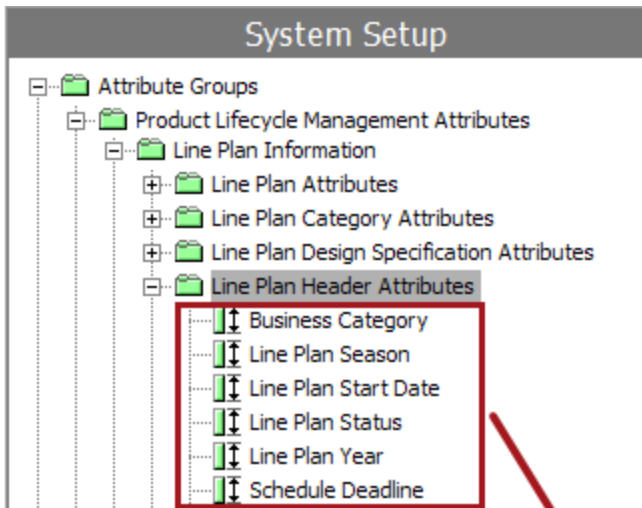 System Setup
Attribute Groups
Product Lifecycle Management Attributes
Line Plan Information
Line Plan Attributes
Line Plan Category Attributes
Line Plan Design Specification Attributes
Line Plan Header Attributes
Business Category
Line Plan Season
Line Plan Start Date
Line Plan Status
Line Plan Year
Schedule Deadline